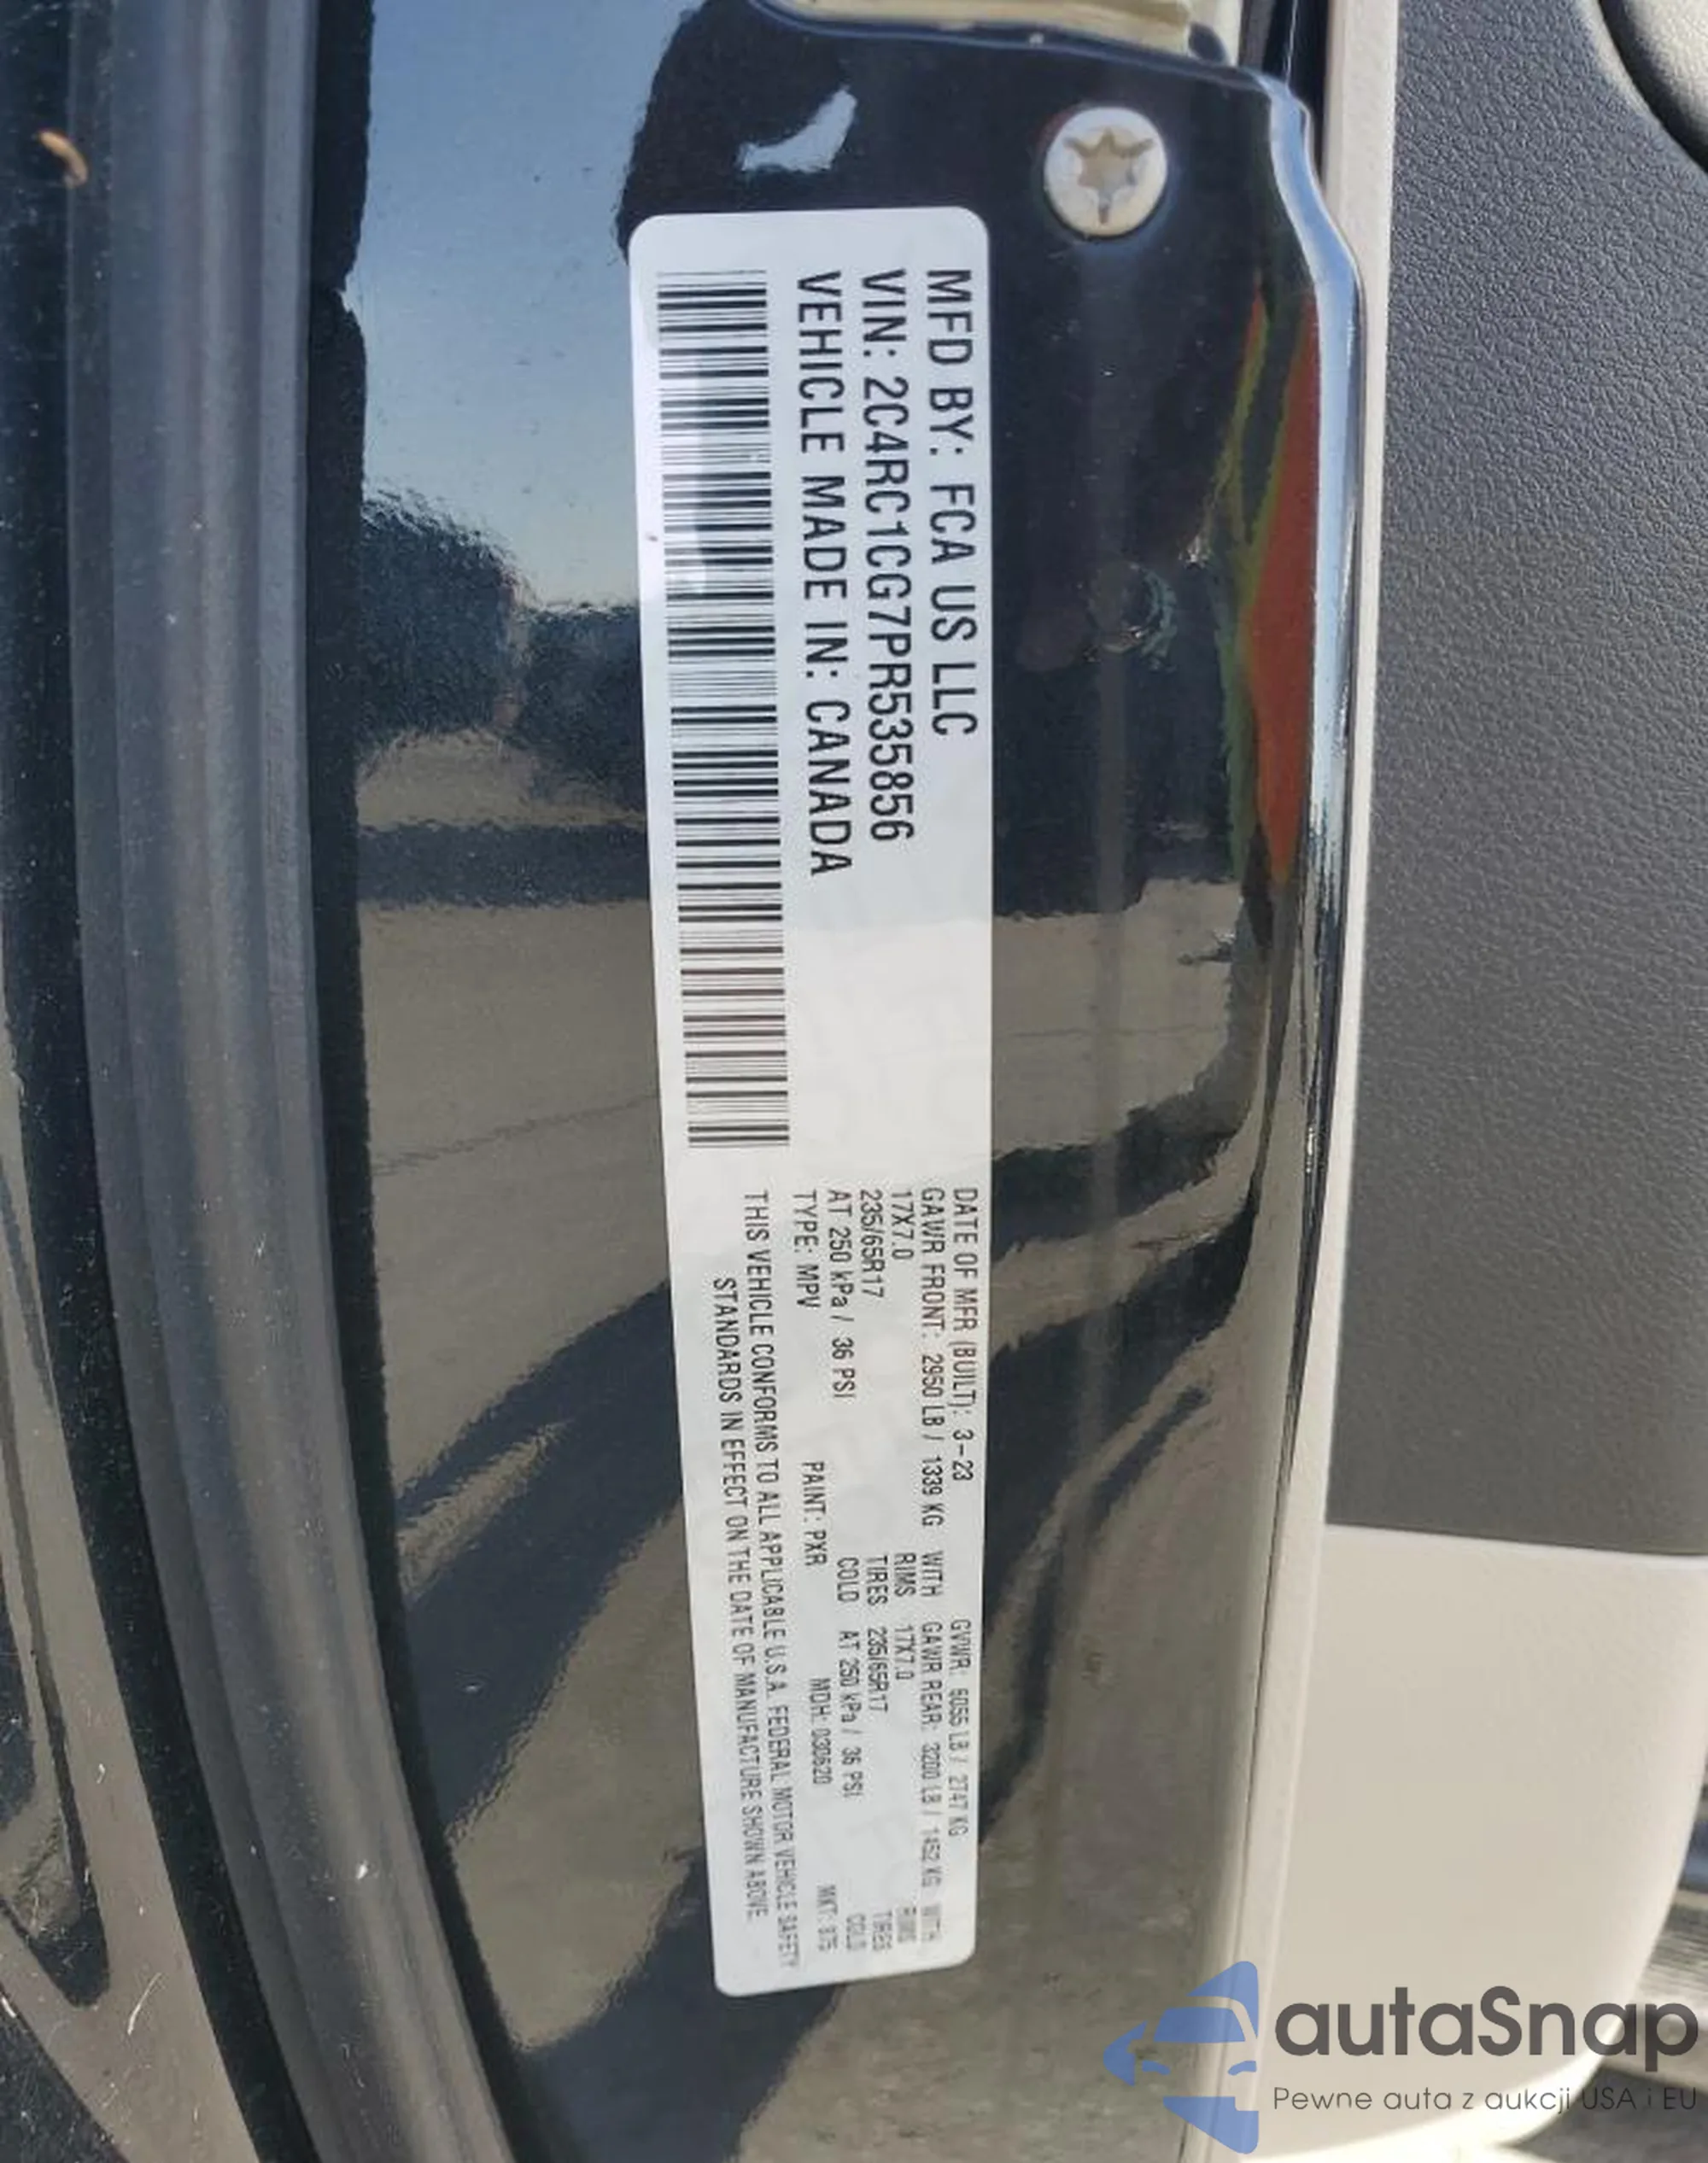 MFD BY: FCA US LLC
VIN: 2C4RC1CG7PR535856
VEHICLE MADE IN: CANADA
DATE OF MFR (BUILT): 3-23 GVWR: 6055 LB / 2747 KG
GAWR FRONT: 2950 LB / 1339 KG WITH GAWR REAR: 3200 LB / 1452 KG WITH
17X7.0 RIMS 17X7.0 RIMS
235/65R17 TIRES 235/65R17 TIRES
AT 250 kPa / 36 PSI COLD AT 250 kPa / 36 PSI COLD
TYPE: MPV PAINT: PXR MDH: 030620 MKT:
THIS VEHICLE CONFORMS TO ALL APPLICABLE U.S.A. FEDERAL MOTOR VEHICLE SAFETY
STANDARDS IN EFFECT ON THE DATE OF MANUFACTURE SHOWN ABOVE.
autaSnap
Pewne auta z aukcji USA i EU